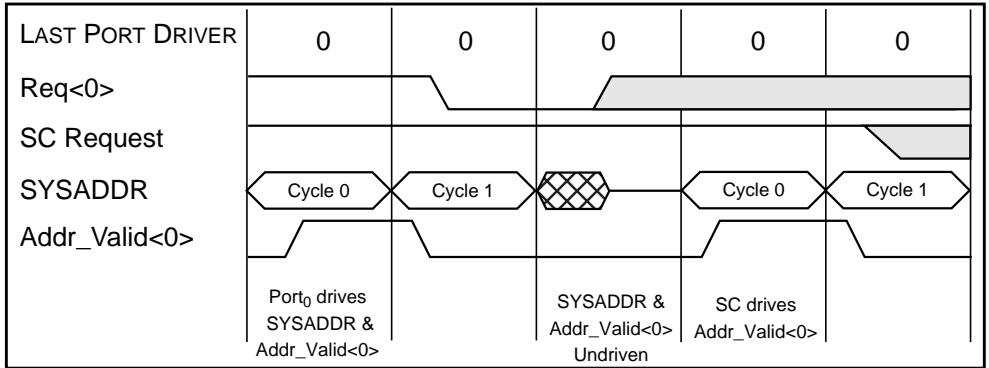 LAST PORT DRIVER 0 0 0 0 0
Req<0>
SC Request
SYSADDR Cycle 0 Cycle 1 Cycle 0 Cycle 1
Addr_Valid<0>
Port0 drives
SYSADDR &
Addr_Valid<0>
SYSADDR &
Addr_Valid<0>
Undriven
SC drives
Addr_Valid<0>